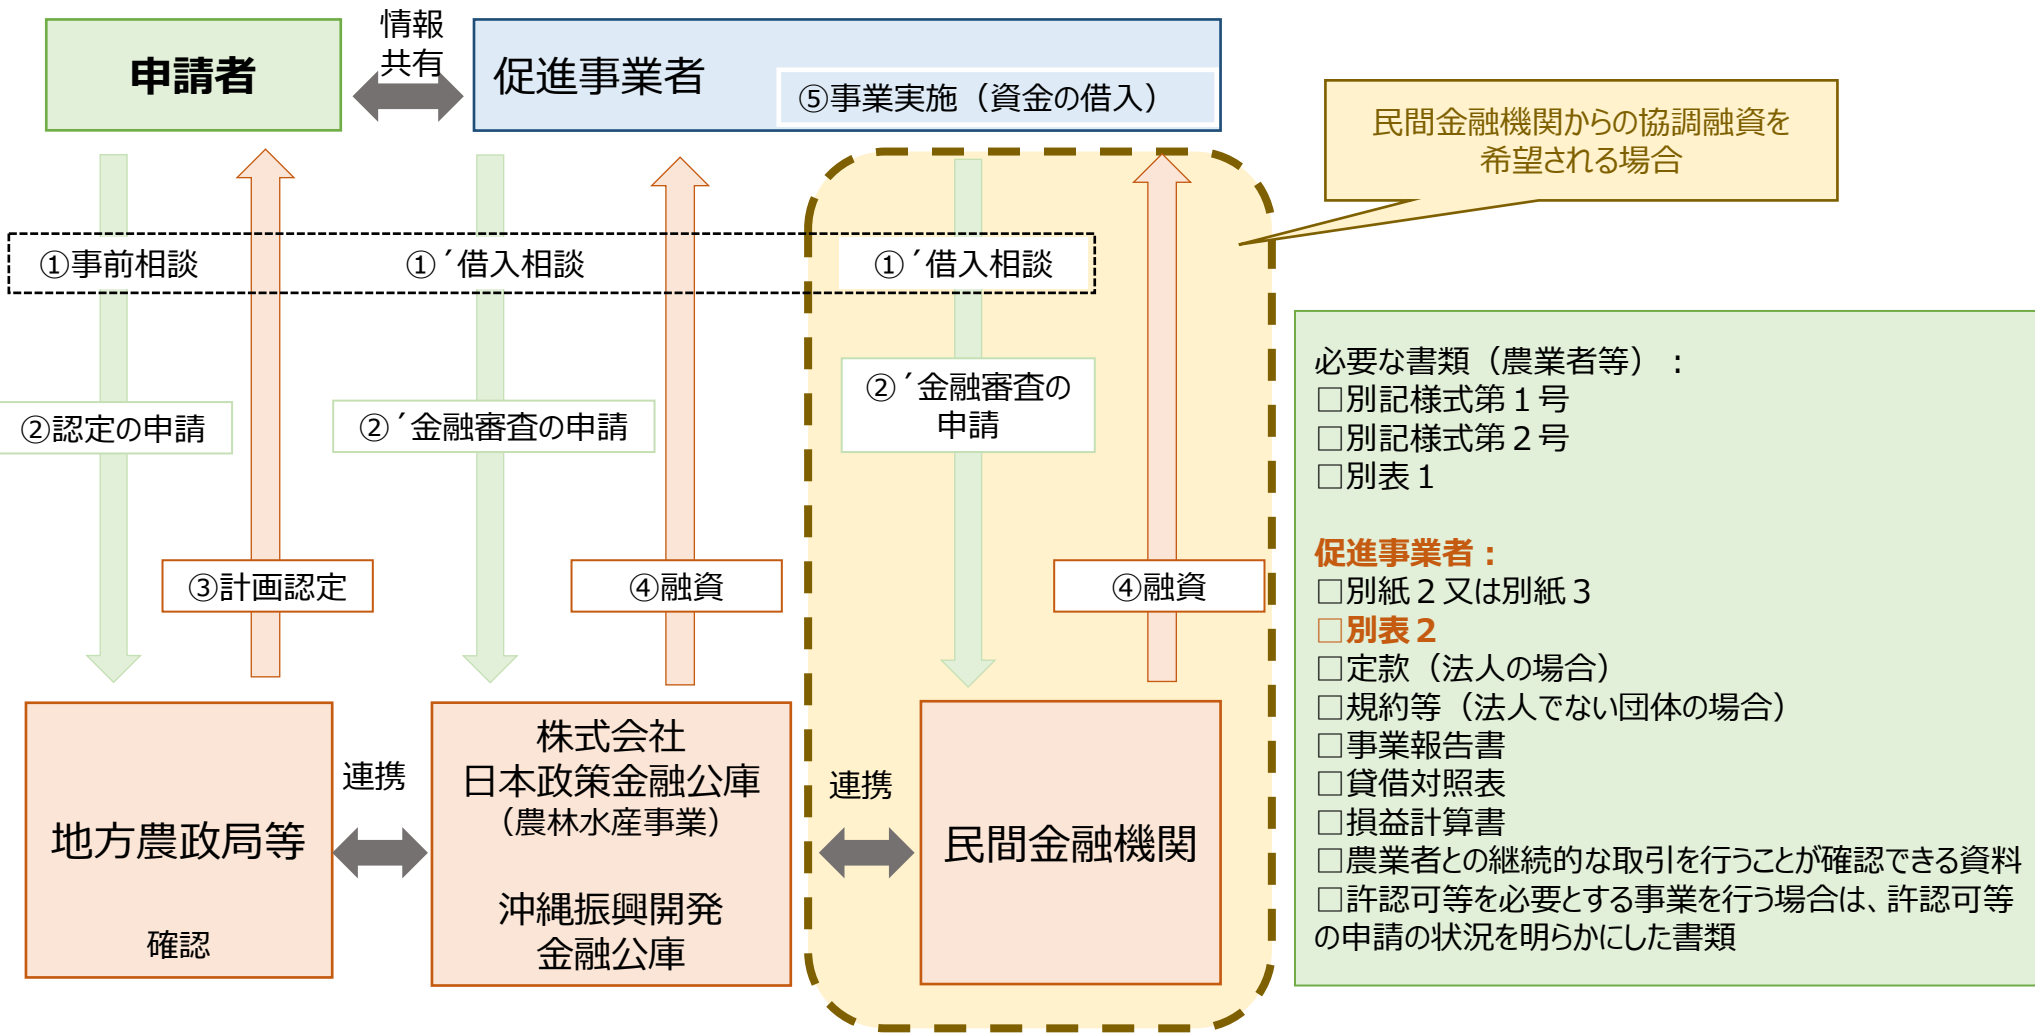 申請者
情報
共有
促進事業者
⑤事業実施（資金の借入）
民間金融機関からの協調融資を
希望される場合
①事前相談
①´借入相談
①´借入相談
②認定の申請
②´金融審査の申請
②´金融審査の
申請
③計画認定
④融資
④融資
地方農政局等
確認
連携
株式会社
日本政策金融公庫
（農林水産事業）
沖縄振興開発
金融公庫
連携
民間金融機関
必要な書類（農業者等）：
□別記様式第１号
□別記様式第２号
□別表１
促進事業者：
□別紙２又は別紙３
□別表２
□定款（法人の場合）
□規約等（法人でない団体の場合）
□事業報告書
□貸借対照表
□損益計算書
□農業者との継続的な取引を行うことが確認できる資料
□許認可等を必要とする事業を行う場合は、許認可等
の申請の状況を明らかにした書類